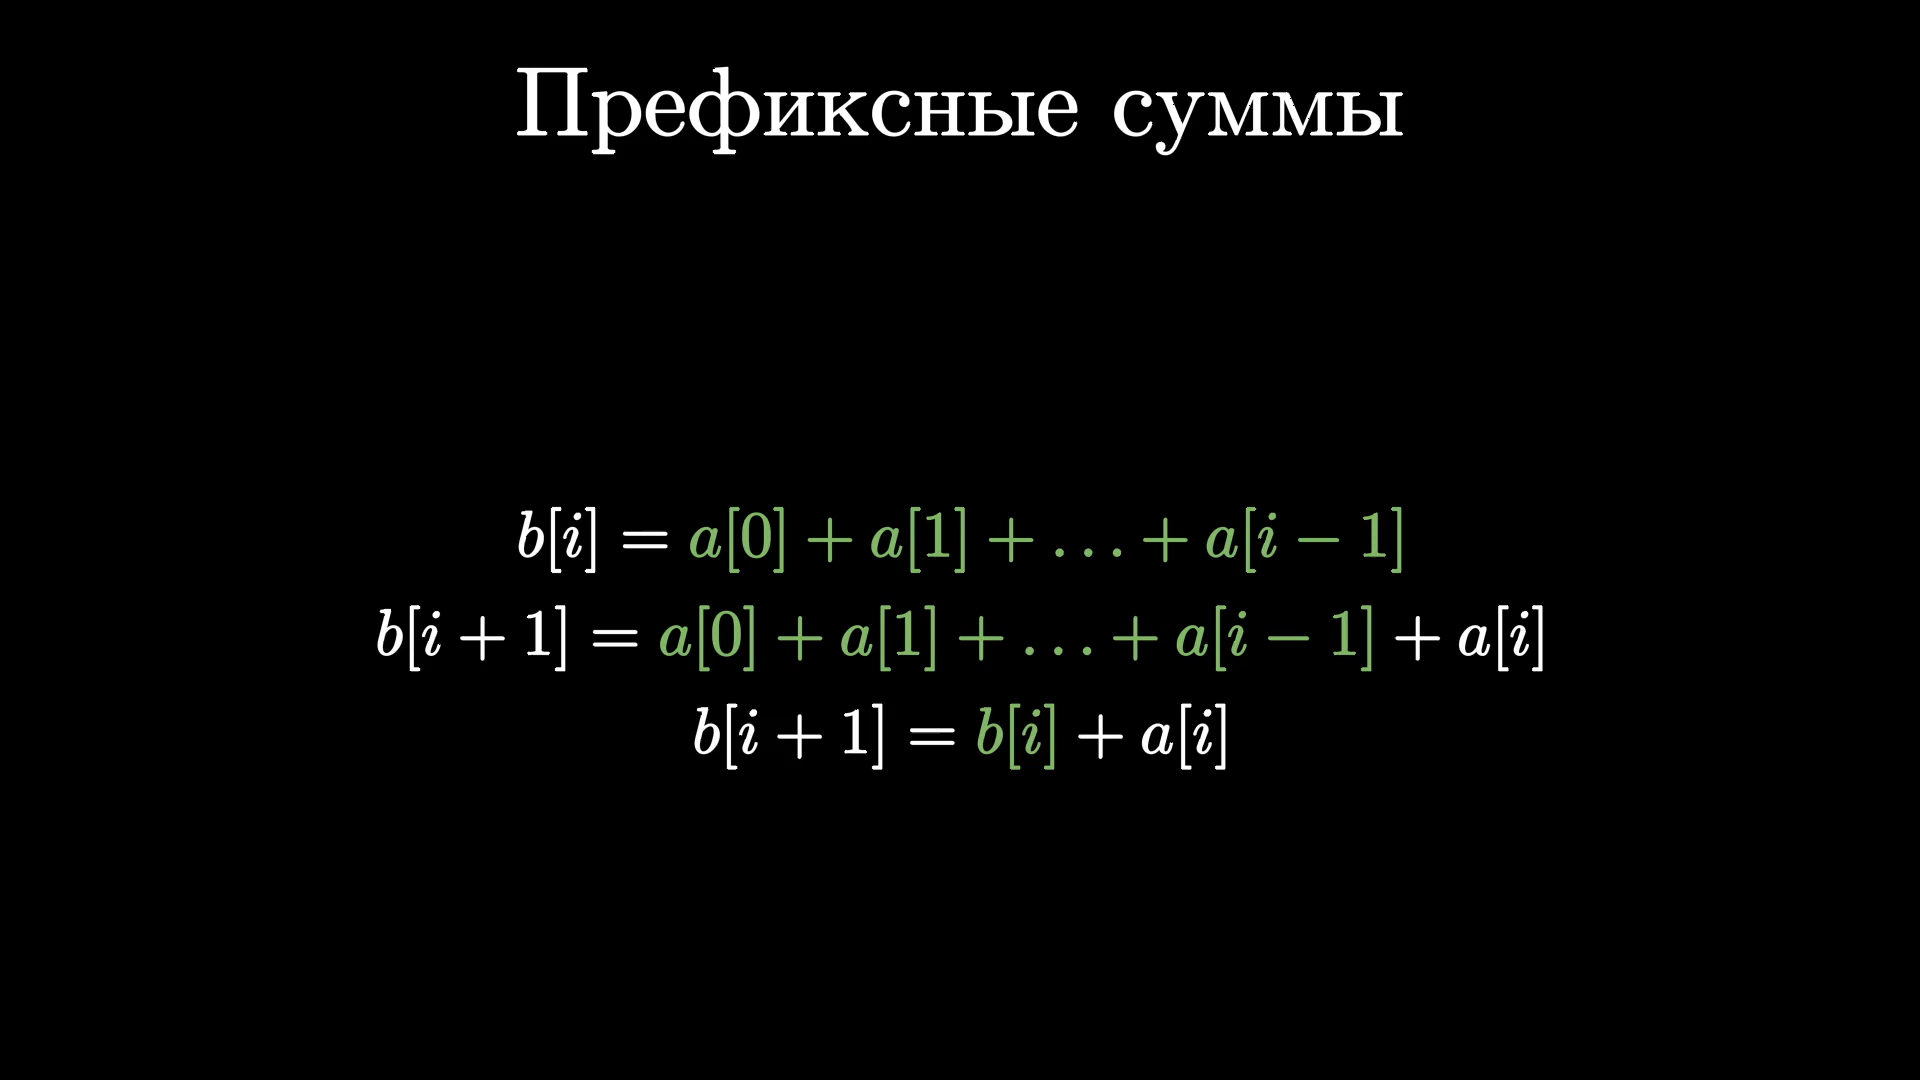 Префиксные суммы
b[i] = a[0] + a[1] + ... + a[i − 1]
b[i + 1] = a[0] + a[1] + ... + a[i − 1] + a[i]
b[i + 1] = b[i] + a[i]